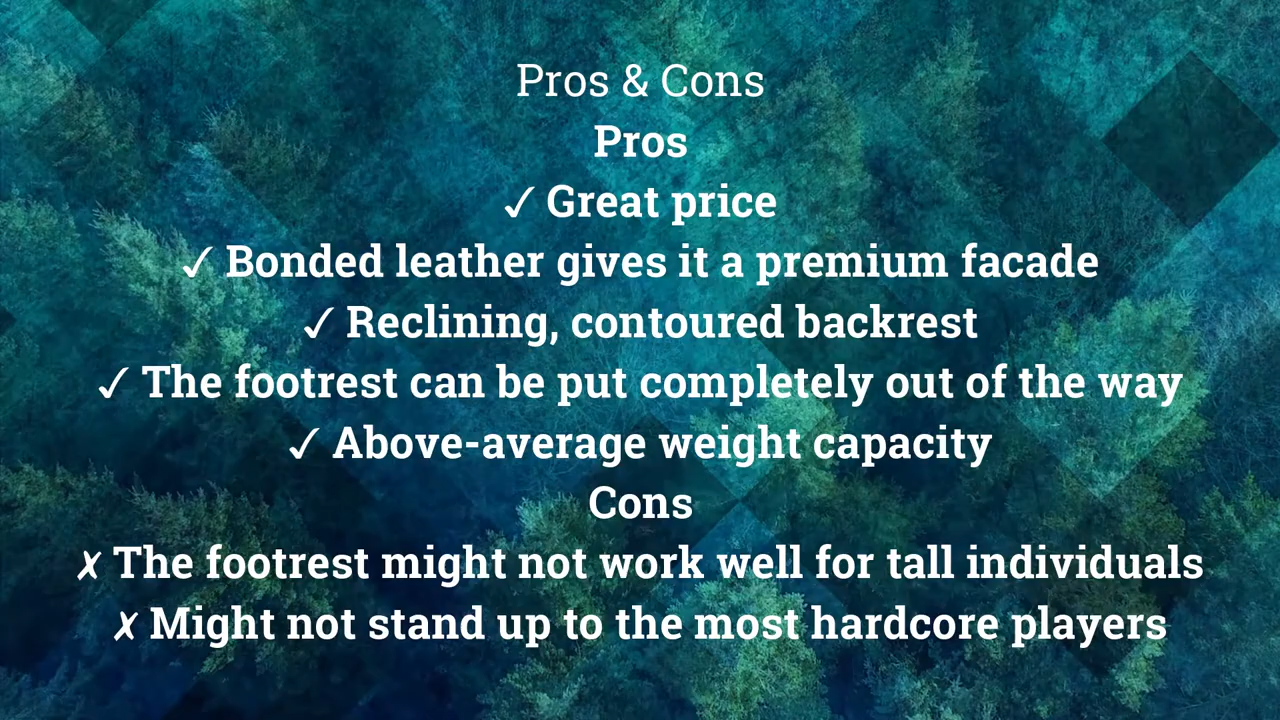 Pros & Cons
Pros
✓ Great price
✓ Bonded leather gives it a premium facade
✓ Reclining, contoured backrest
✓ The footrest can be put completely out of the way
✓ Above-average weight capacity
Cons
✗ The footrest might not work well for tall individuals
✗ Might not stand up to the most hardcore players